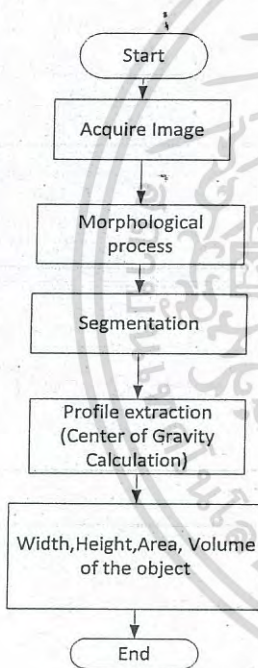 Start
Acquire Image
Morphological
process
Segmentation
Profile extraction
(Center of Gravity
Calculation)
Width,Height,Area, Volume
of the object
End